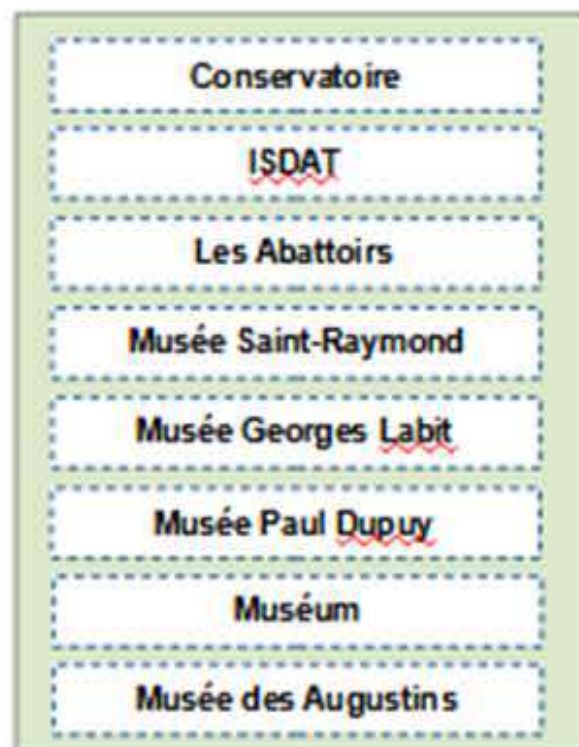 Conservatoire
ISDAT
Les Abattoirs
Musée Saint-Raymond
Musée Georges Labit
Musée Paul Dupuy
Muséum
Musée des Augustins